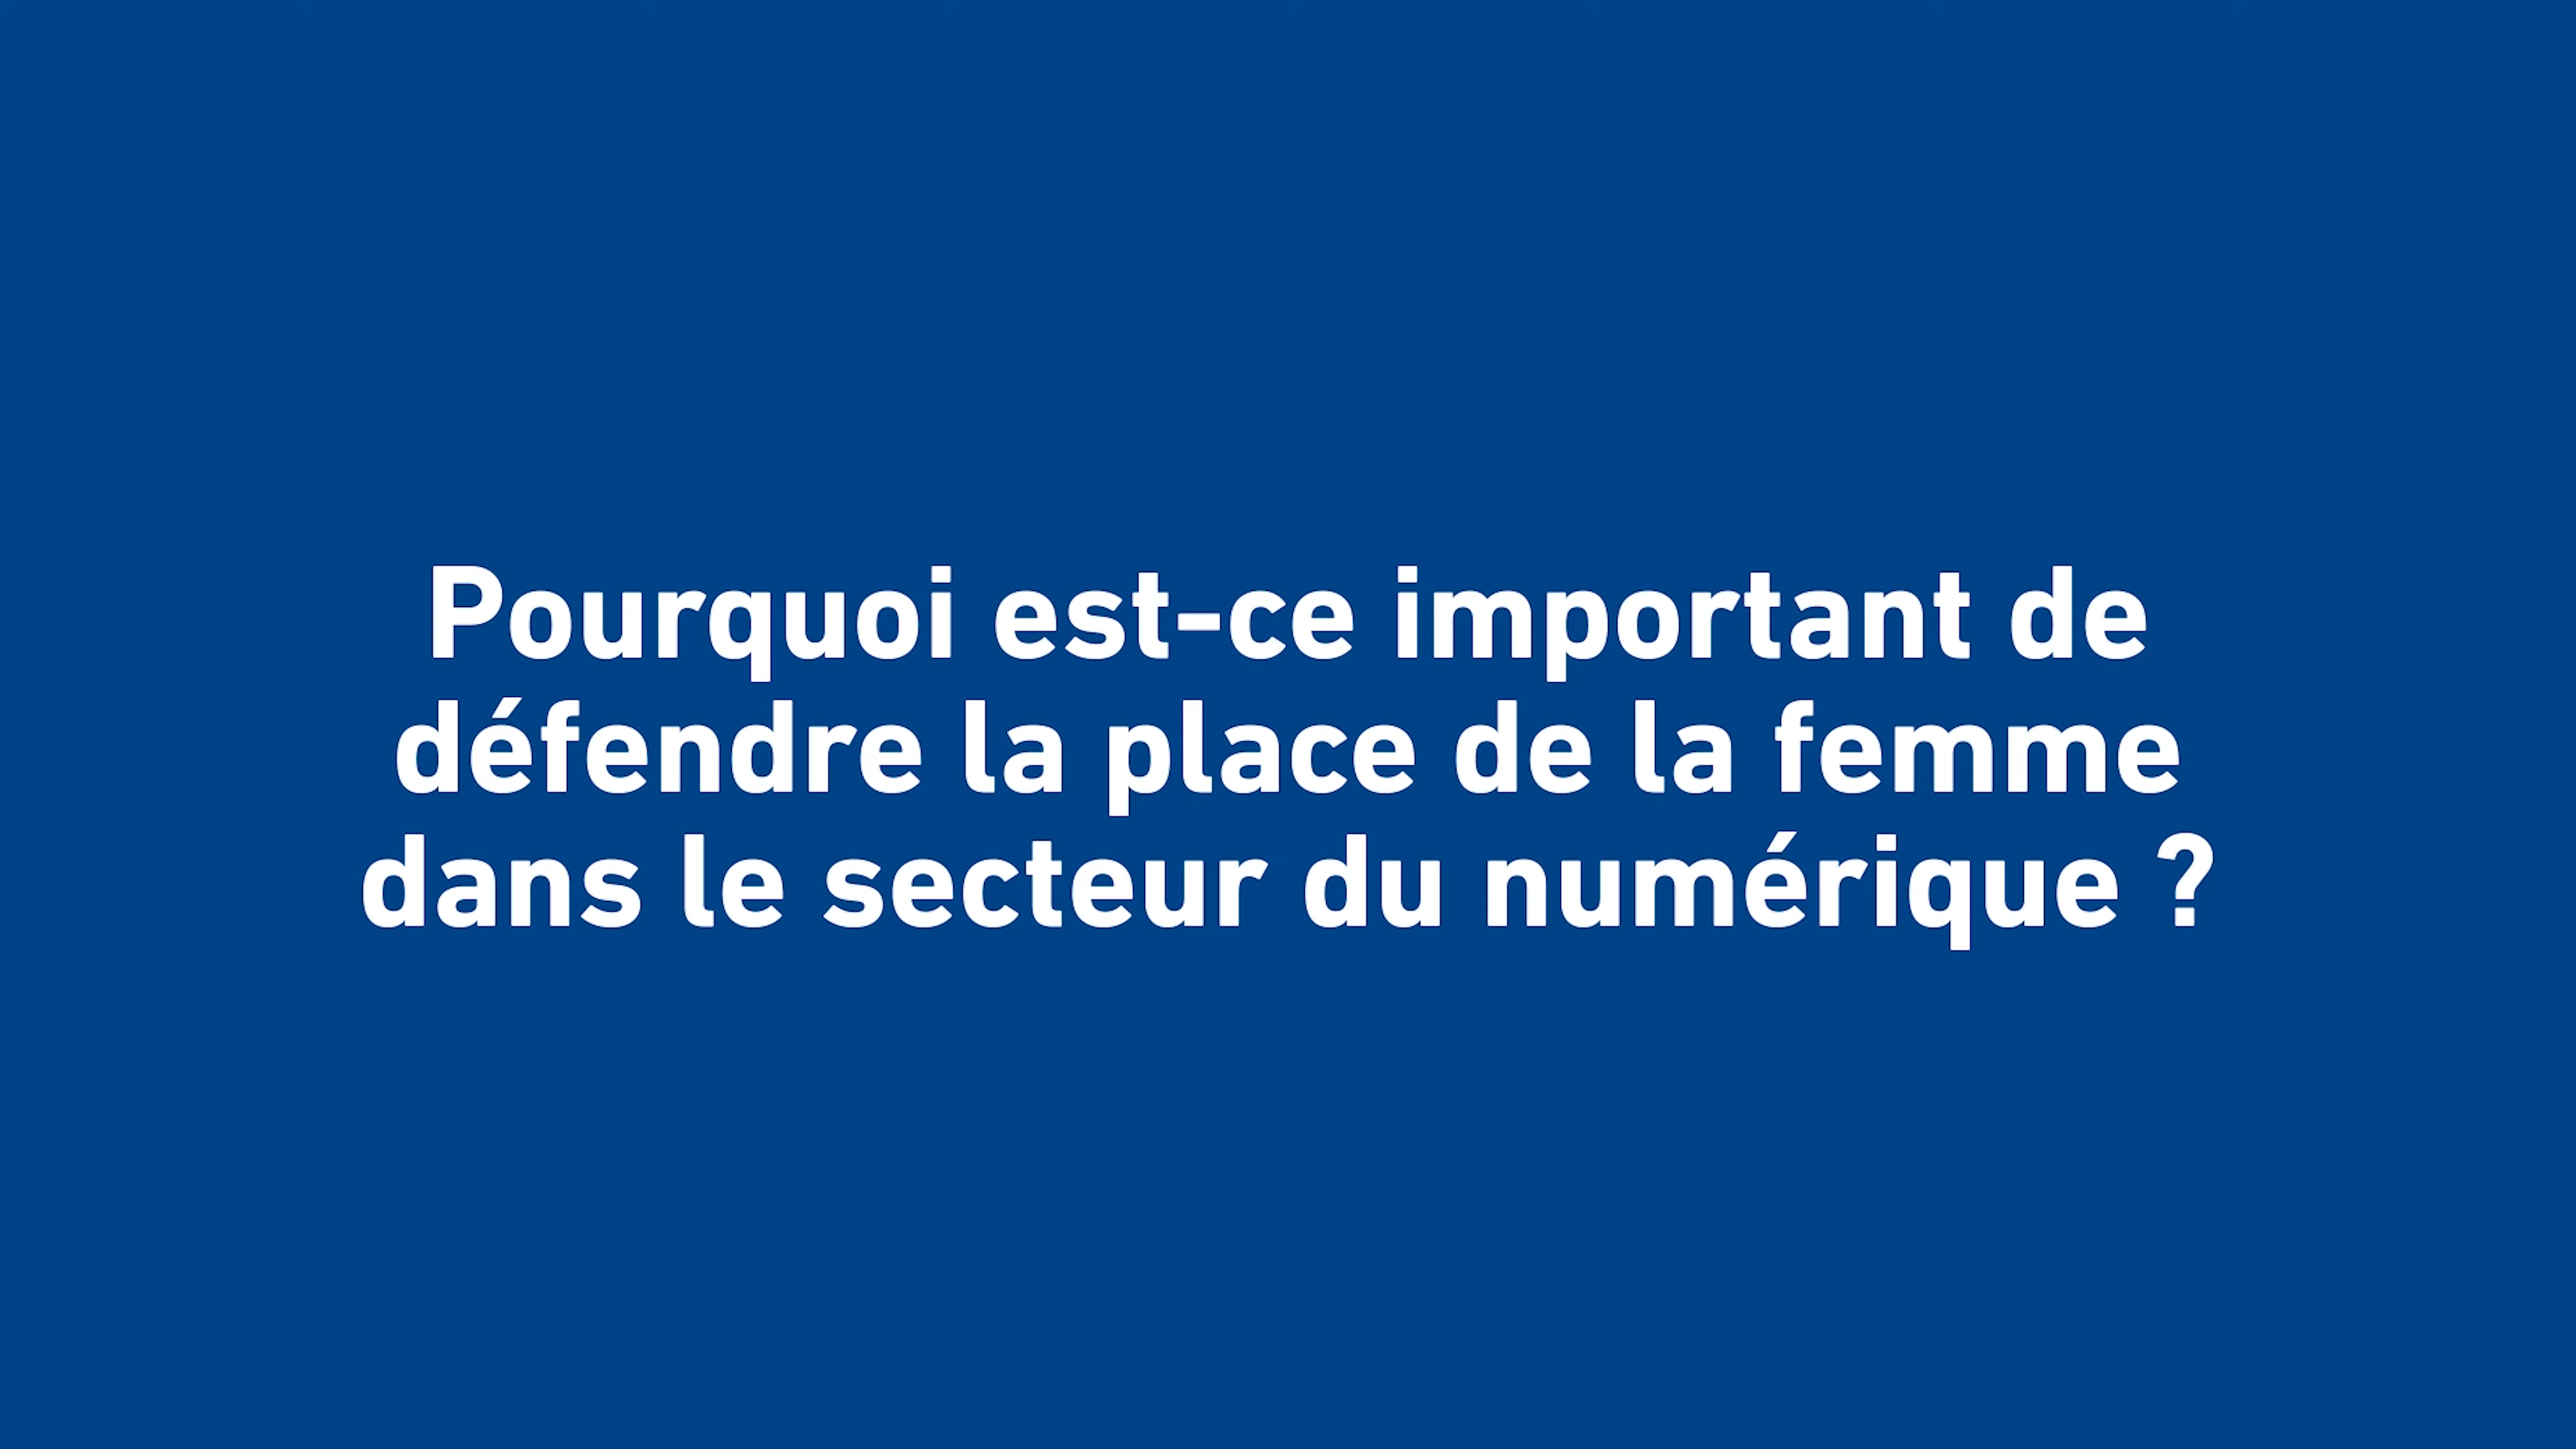 Pourquoi est-ce important de
défendre la place de la femme
dans le secteur du numérique ?